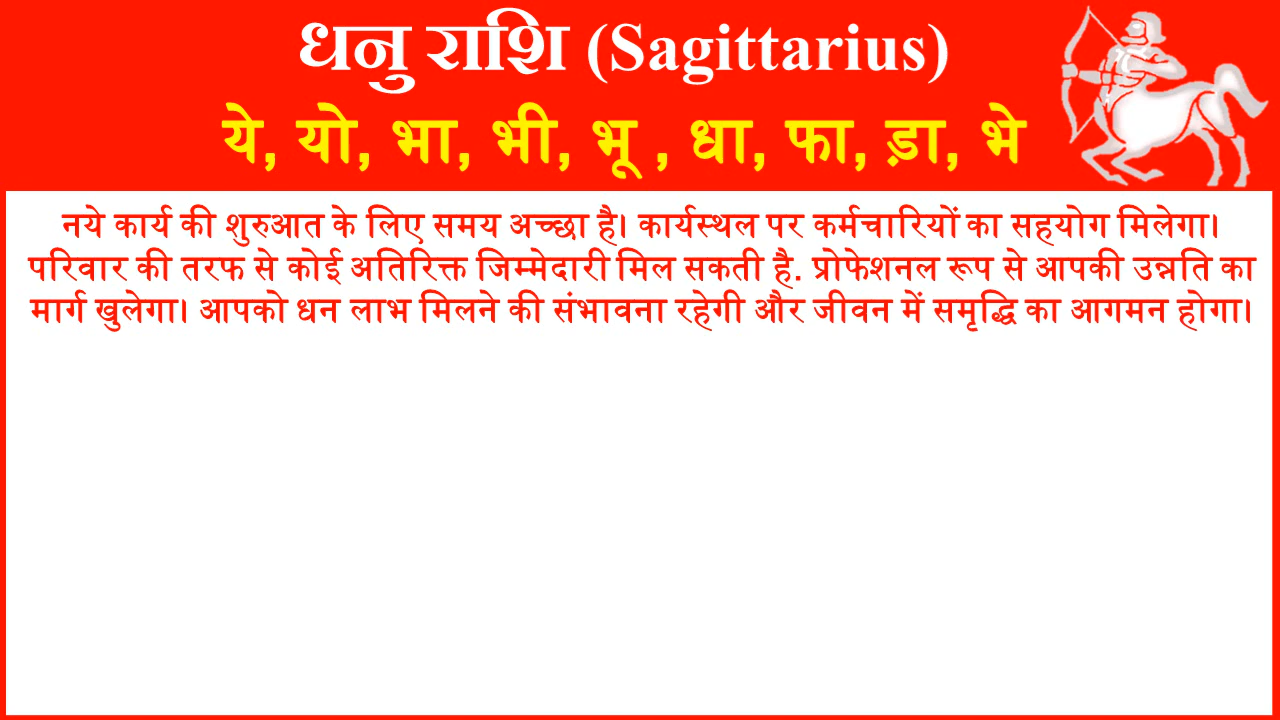 धनु राशि (Sagittarius)
ये, यो, भा, भी, भू , धा, फा, ड़ा, भे
नये कार्य की शुरुआत के लिए समय अच्छा है। कार्यस्थल पर कर्मचारियों का सहयोग मिलेगा।
परिवार की तरफ से कोई अतिरिक्त जिम्मेदारी मिल सकती है. प्रोफेशनल रूप से आपकी उन्नति का
मार्ग खुलेगा। आपको धन लाभ मिलने की संभावना रहेगी और जीवन में समृद्धि का आगमन होगा।